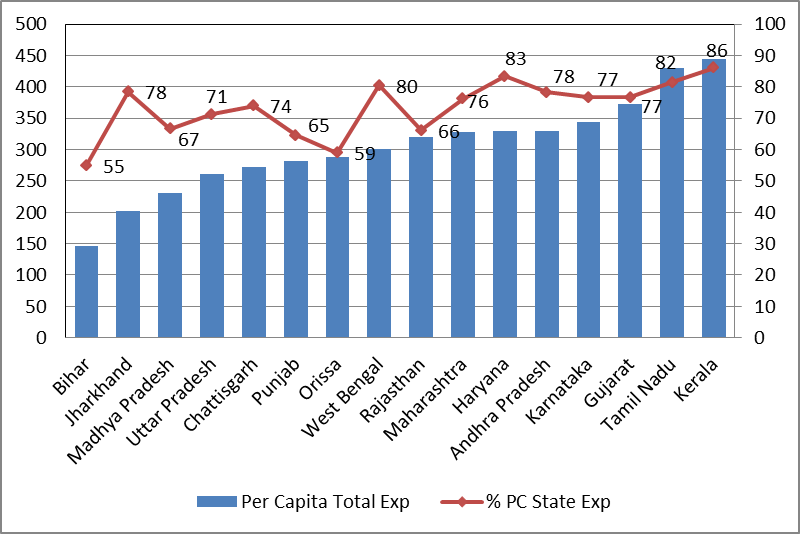 500
450
400
350
300
250
200
150
100
50
0
100
90
80
70
60
50
40
30
20
10
0
55
78
67
71
74
65
59
80
66
76
83
78
77
77
82
86
Bihar
Jharkhand
Madhya Pradesh
Uttar Pradesh
Chattisgarh
Punjab
Orissa
West Bengal
Rajasthan
Maharashtra
Haryana
Andhra Pradesh
Karnataka
Gujarat
Tamil Nadu
Kerala
Per Capita Total Exp
% PC State Exp